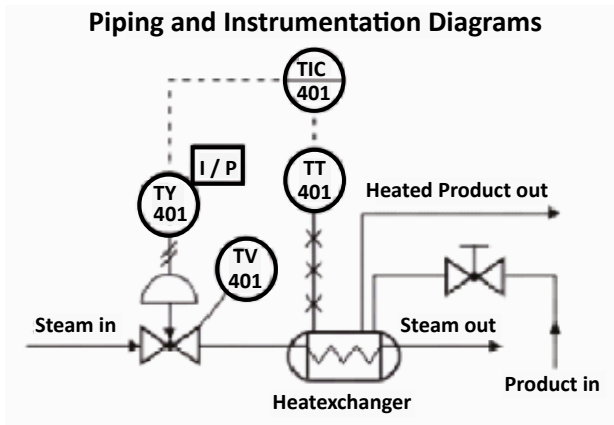 Piping and Instrumentation Diagrams
TIC
401
I / P
TT
401
TY
401
Heated Product out
TV
401
Steam in
Steam out
Product in
Heatexchanger